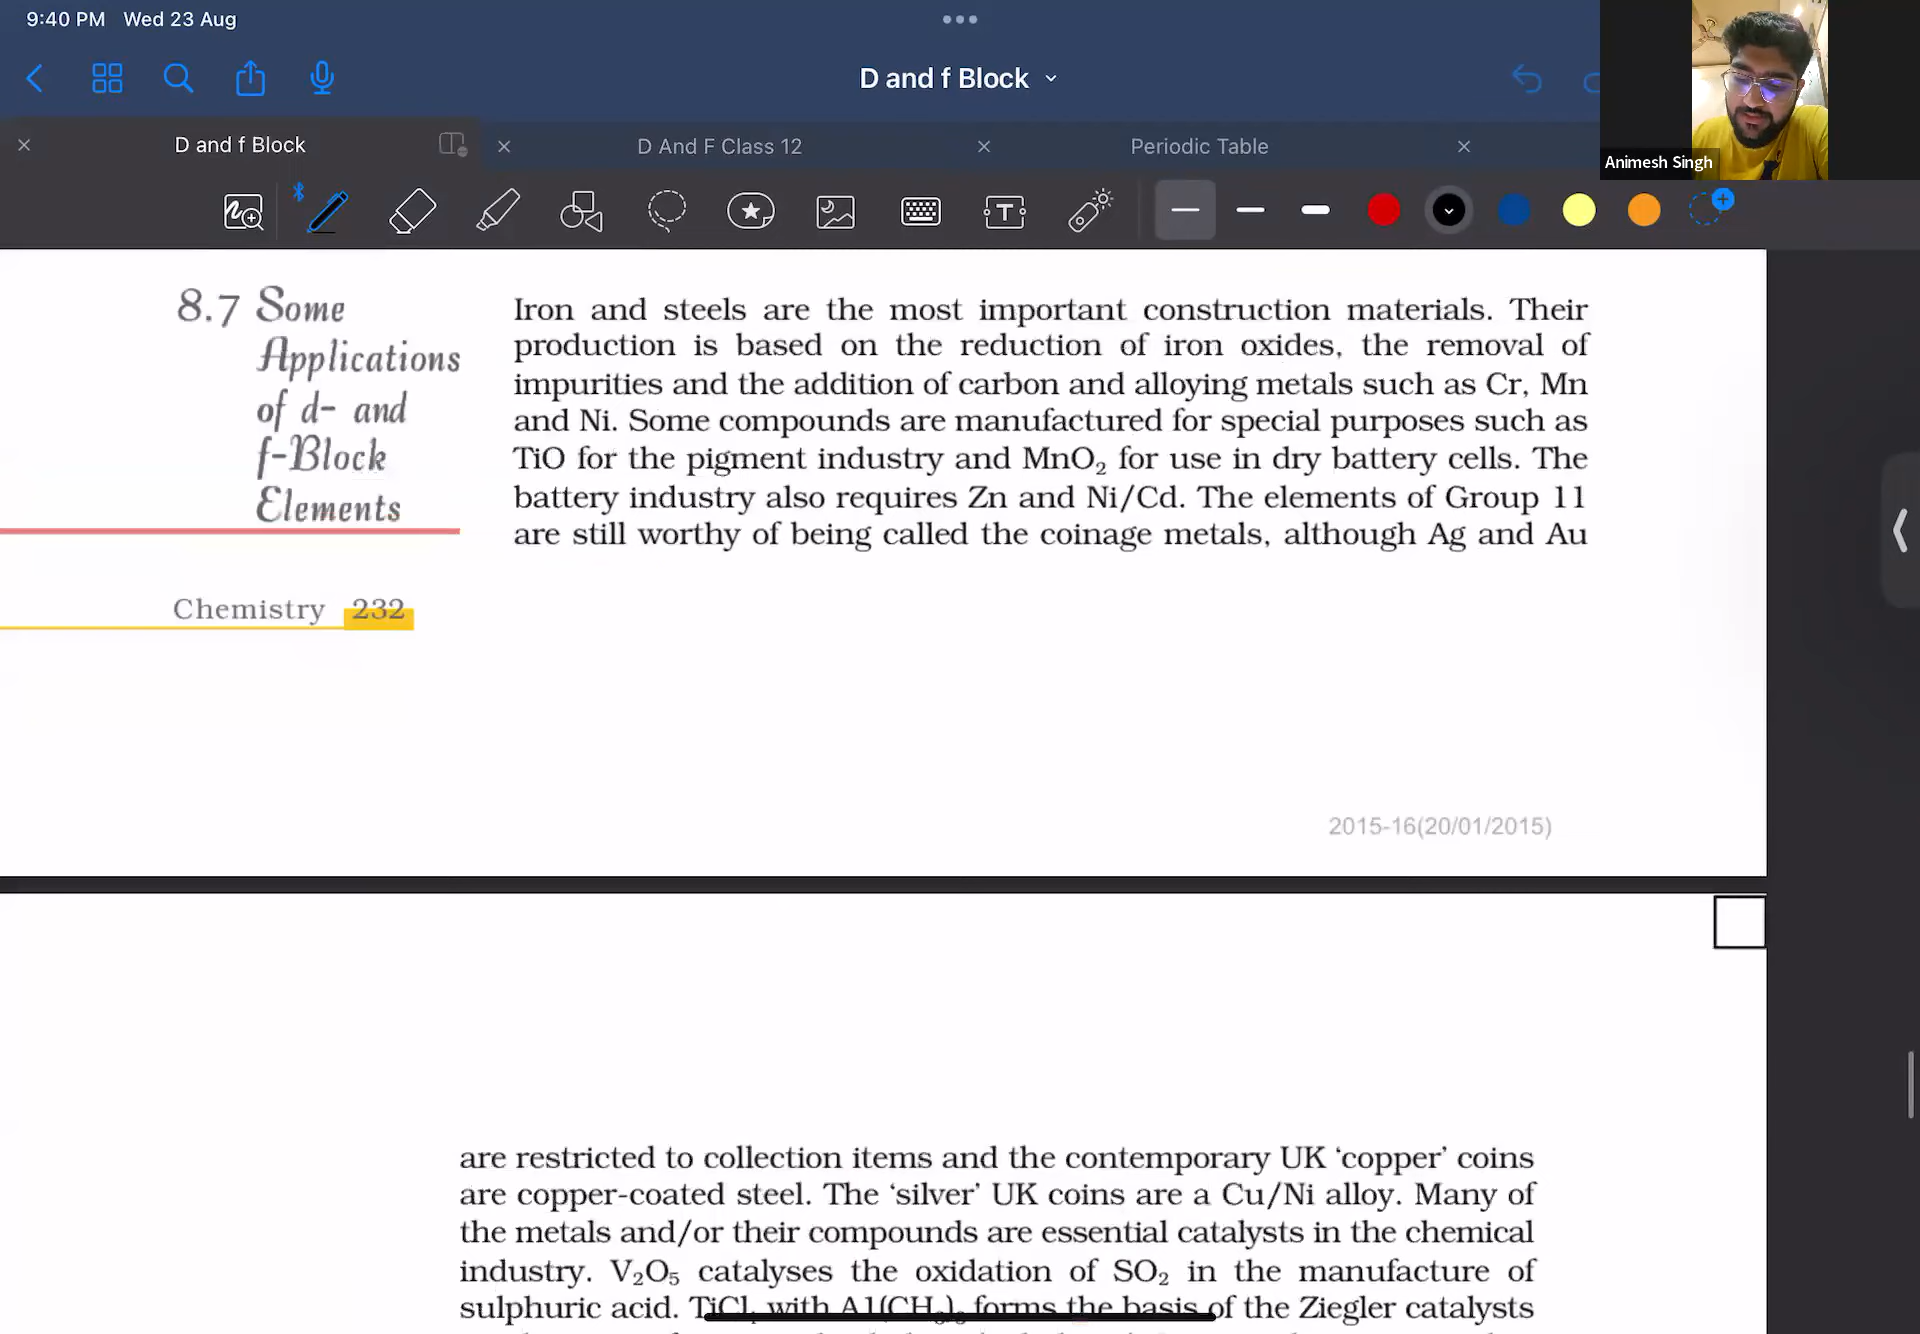 9:40 PM Wed 23 Aug
D and f Block
D and f Block
D And F Class 12
Periodic Table
Animesh Singh
8.7 Some
Applications
of d- and
f-Block
Elements
Iron and steels are the most important construction materials. Their
production is based on the reduction of iron oxides, the removal of
impurities and the addition of carbon and alloying metals such as Cr, Mn
and Ni. Some compounds are manufactured for special purposes such as
TiO for the pigment industry and MnO₂ for use in dry battery cells. The
battery industry also requires Zn and Ni/Cd. The elements of Group 11
are still worthy of being called the coinage metals, although Ag and Au
Chemistry 232
2015-16(20/01/2015)
are restricted to collection items and the contemporary UK ‘copper’ coins
are copper-coated steel. The ‘silver’ UK coins are a Cu/Ni alloy. Many of
the metals and/or their compounds are essential catalysts in the chemical
industry. V₂O₅ catalyses the oxidation of SO₂ in the manufacture of
sulphuric acid. with forms the basis of the Ziegler catalysts